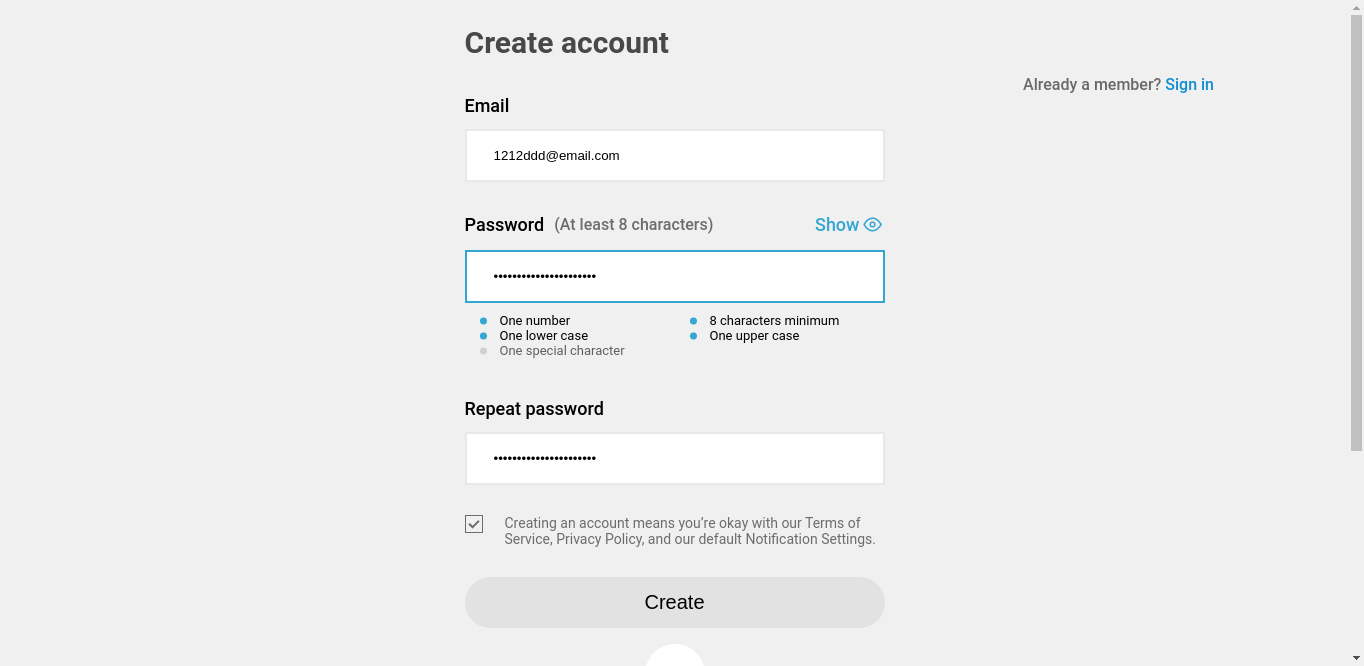 Create account
Already a member? Sign in
Email
1212ddd@email.com
Password (At least 8 characters) Show
••••••••••••••••••••••
One number
8 characters minimum
One lower case
One upper case
One special character
Repeat password
••••••••••••••••••••••
Creating an account means you’re okay with our Terms of
Service, Privacy Policy, and our default Notification Settings.
Create